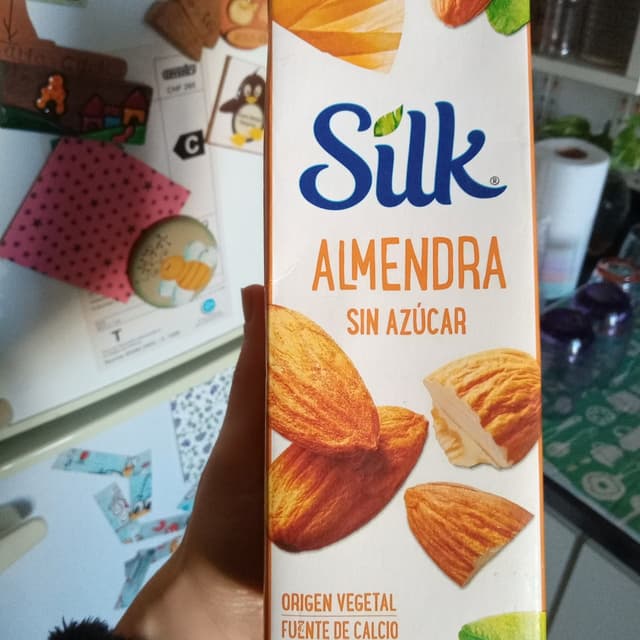 Silk®
ALMENDRA
SIN AZÚCAR
ORIGEN VEGETAL
FUENTE DE CALCIO
C
T